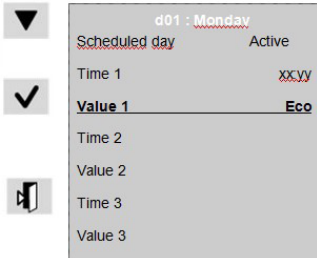 d01 : Monday
Scheduled day Active
Time 1 xx:yy
Value 1 Eco
Time 2
Value 2
Time 3
Value 3